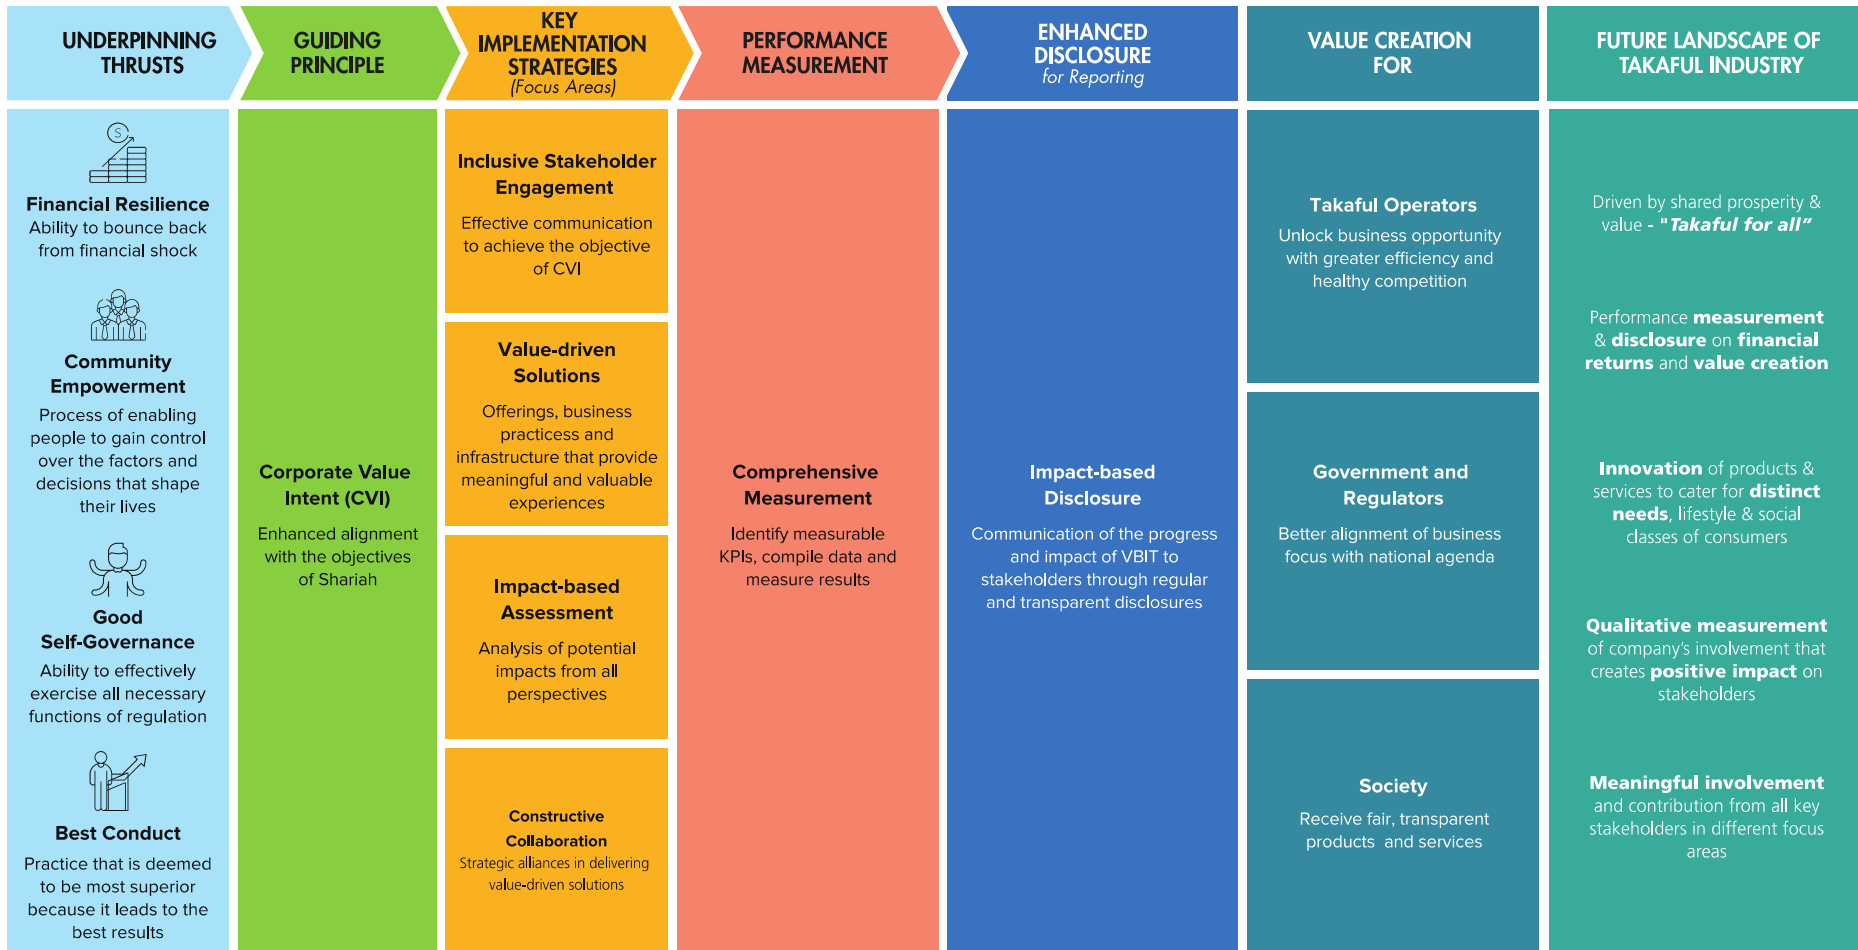 UNDERPINNING
THRUSTS
GUIDING
PRINCIPLE
KEY
IMPLEMENTATION
STRATEGIES
(Focus Areas)
PERFORMANCE
MEASUREMENT
ENHANCED
DISCLOSURE
for Reporting
VALUE CREATION
FOR
FUTURE LANDSCAPE OF
TAKAFUL INDUSTRY
S
Financial Resilience
Ability to bounce back
from financial shock
Community
Empowerment
Process of enabling
people to gain control
over the factors and
decisions that shape
their lives
Good
Self-Governance
Ability to effectively
exercise all necessary
functions of regulation
Best Conduct
Practice that is deemed
to be most superior
because it leads to the
best results
Corporate Value
Intent (CVI)
Enhanced alignment
with the objectives
of Shariah
Inclusive Stakeholder
Engagement
Effective communication
to achieve the objective
of CVI
Value-driven
Solutions
Offerings, business
practicess and
infrastructure that provide
meaningful and valuable
experiences
Impact-based
Assessment
Analysis of potential
impacts from all
perspectives
Constructive
Collaboration
Strategic alliances in delivering
value-driven solutions
Comprehensive
Measurement
Identify measurable
KPIs, compile data and
measure results
Impact-based
Disclosure
Communication of the progress
and impact of VBIT to
stakeholders through regular
and transparent disclosures
Takaful Operators
Unlock business opportunity
with greater efficiency and
healthy competition
Government and
Regulators
Better alignment of business
focus with national agenda
Society
Receive fair, transparent
products and services
Driven by shared prosperity &
value - "Takaful for all”
Performance measurement
& disclosure on financial
returns and value creation
Innovation of products &
services to cater for distinct
needs, lifestyle & social
classes of consumers
Qualitative measurement
of company’s involvement that
creates positive impact on
stakeholders
Meaningful involvement
and contribution from all key
stakeholders in different focus
areas